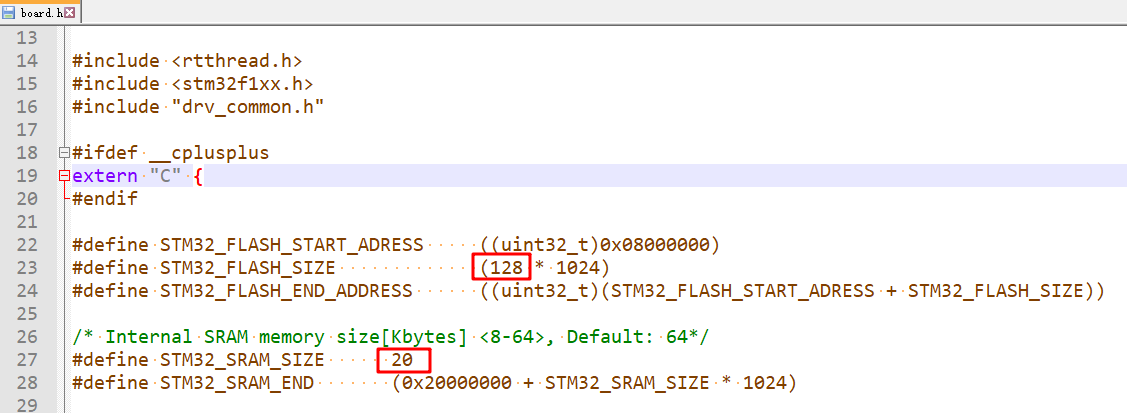 board.h
13
14 #include <rtthread.h>
15 #include <stm32f1xx.h>
16 #include "drv_common.h"
17
18 #ifdef __cplusplus
19 extern "C" {
20 #endif
21
22 #define STM32_FLASH_START_ADRESS ((uint32_t)0x08000000)
23 #define STM32_FLASH_SIZE (128 * 1024)
24 #define STM32_FLASH_END_ADDRESS ((uint32_t)(STM32_FLASH_START_ADRESS + STM32_FLASH_SIZE))
25
26 /* Internal SRAM memory size[Kbytes] <8-64>, Default: 64*/
27 #define STM32_SRAM_SIZE 20
28 #define STM32_SRAM_END (0x20000000 + STM32_SRAM_SIZE * 1024)
29